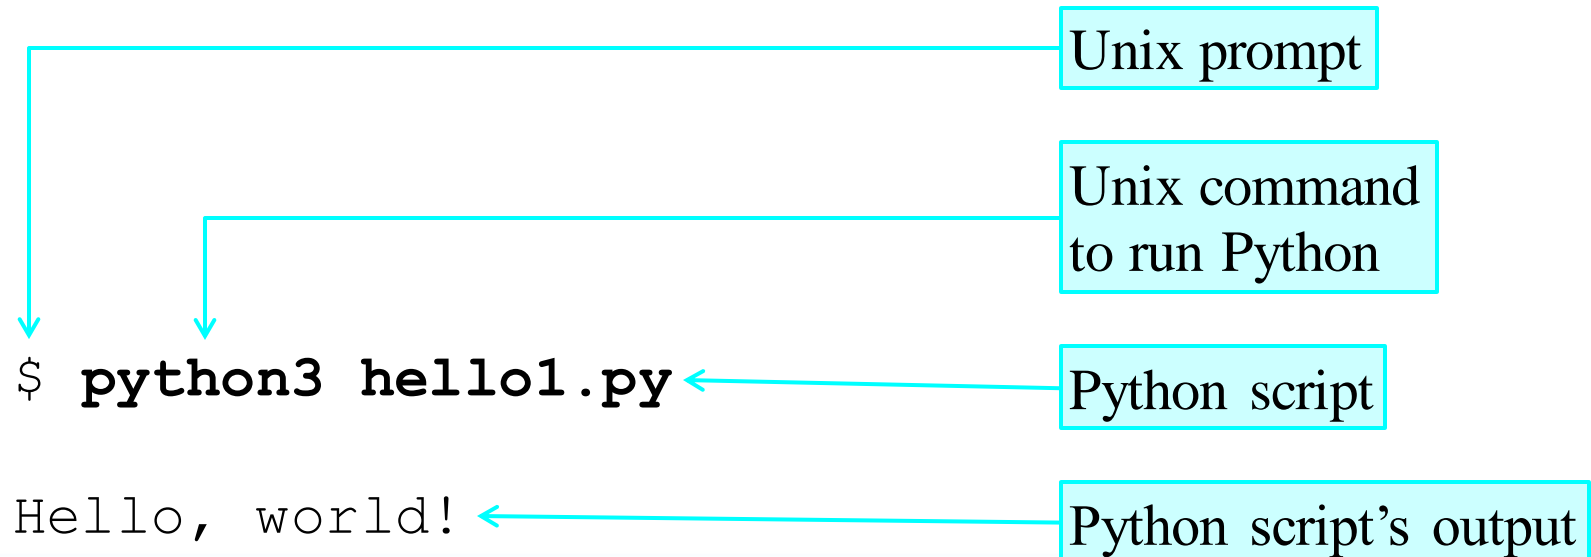 Unix prompt
Unix command
to run Python
$ python3 hello1.py
Python script
Hello, world!
Python script’s output